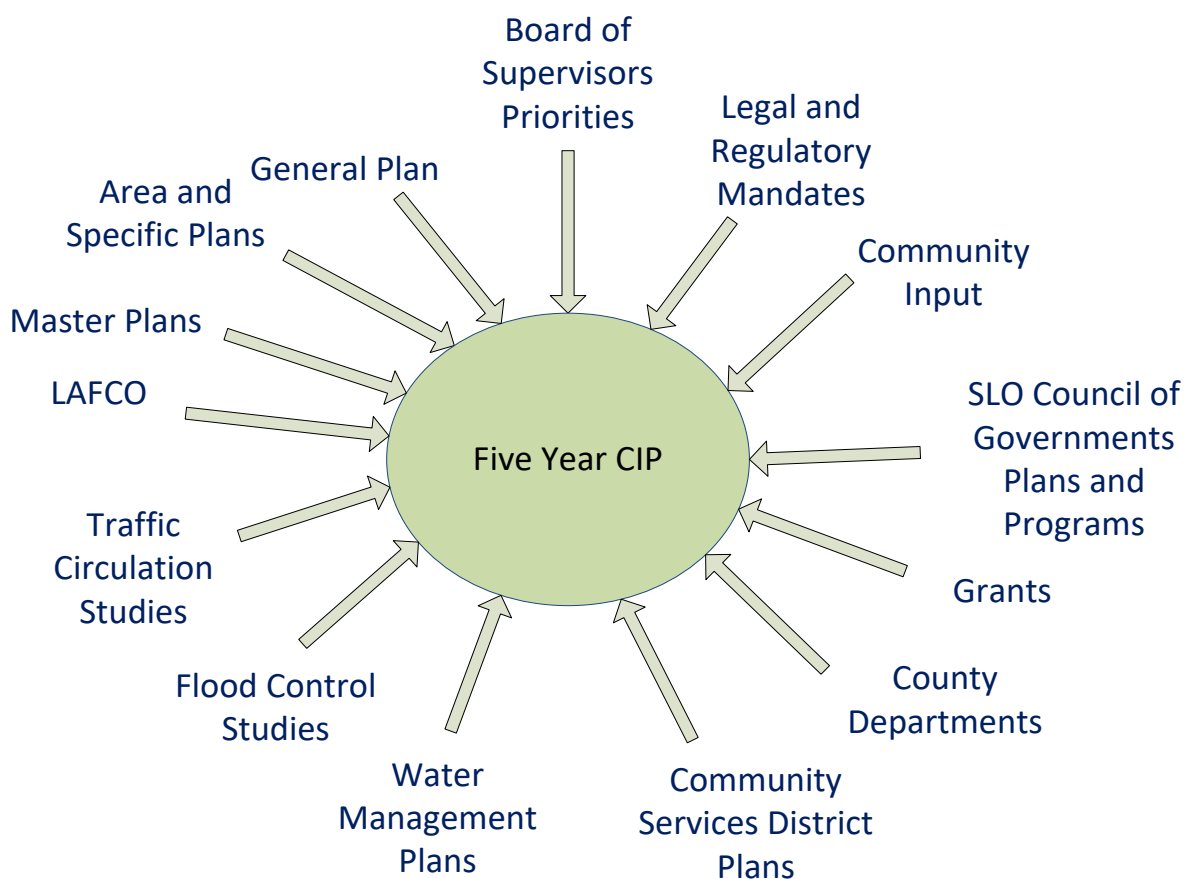 Board of
Supervisors
Priorities
Legal and
Regulatory
Mandates
General Plan
Area and
Specific Plans
Community
Input
Master Plans
LAFCO
SLO Council of
Governments
Plans and
Programs
Five Year CIP
Traffic
Circulation
Studies
Grants
Flood Control
Studies
County
Departments
Water
Management
Plans
Community
Services District
Plans